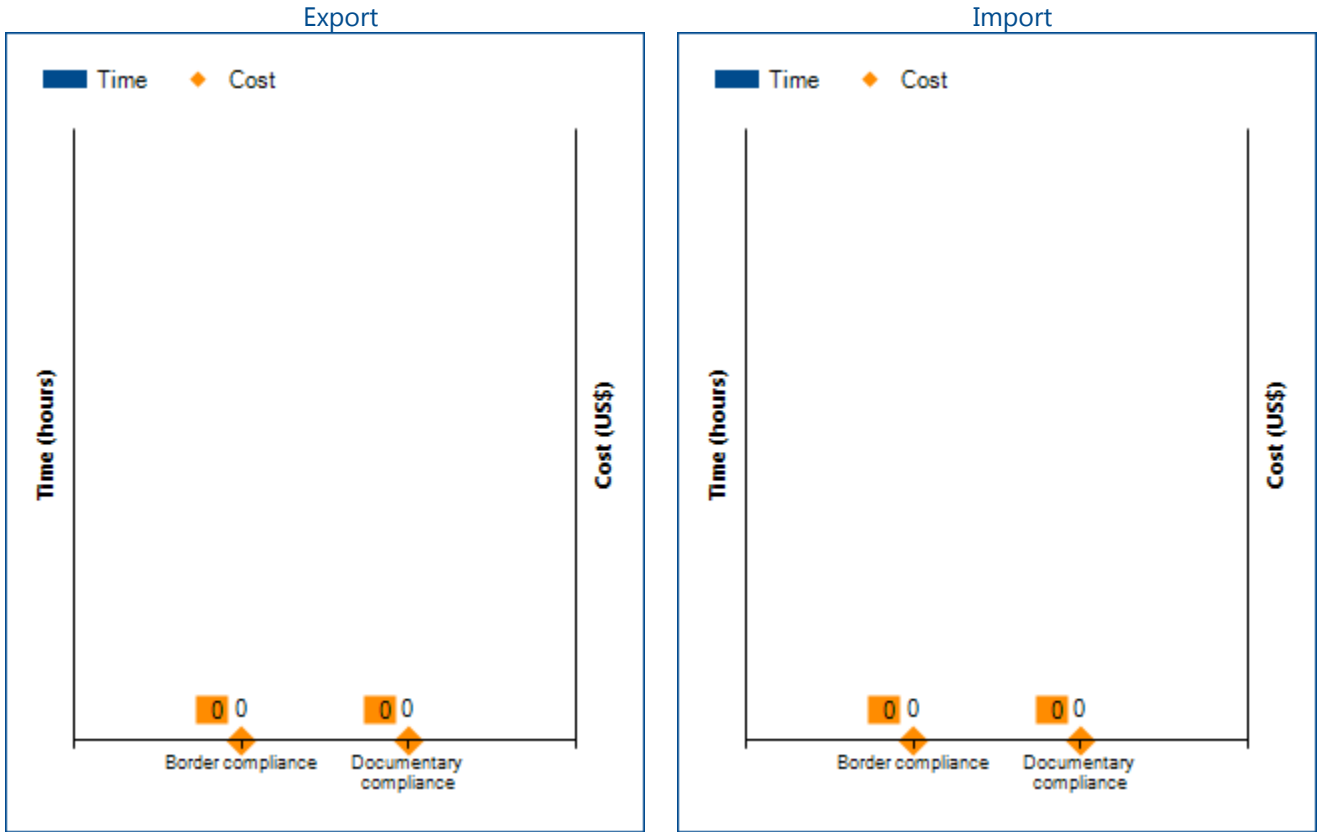 Export
Time Cost
Time (hours)
Cost (US$)
0 0 0 0
Border compliance Documentary
compliance
Import
Time Cost
Time (hours)
Cost (US$)
0 0 0 0
Border compliance Documentary
compliance